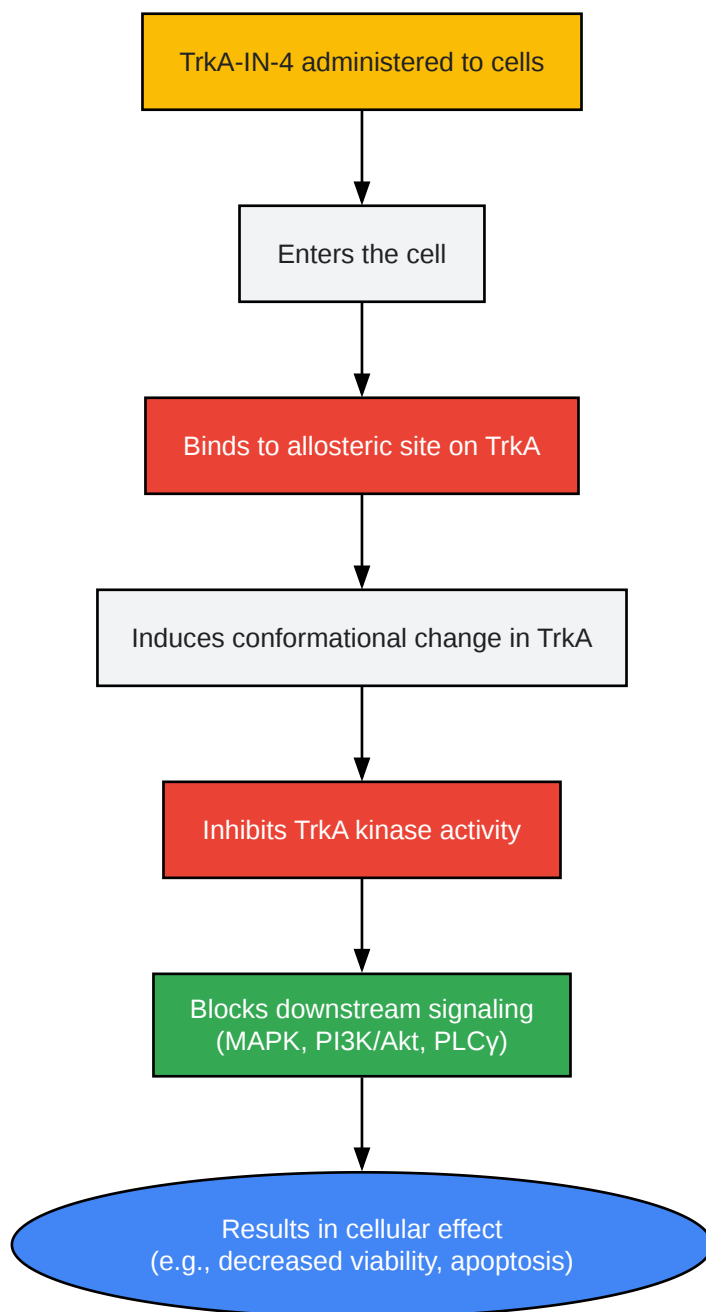 TrkA-IN-4 administered to cells
Enters the cell
Binds to allosteric site on TrkA
Induces conformational change in TrkA
Inhibits TrkA kinase activity
Blocks downstream signaling
(MAPK, PI3K/Akt, PLCγ)
Results in cellular effect
(e.g., decreased viability, apoptosis)